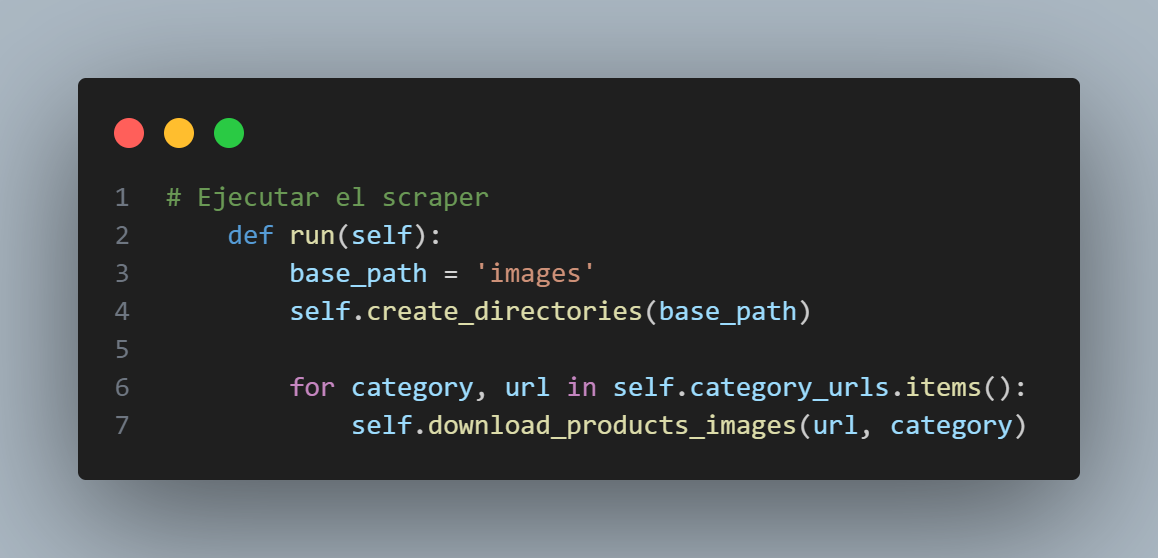 1 # Ejecutar el scraper
2     def run(self):
3         base_path = 'images'
4         self.create_directories(base_path)
5
6         for category, url in self.category_urls.items():
7             self.download_products_images(url, category)